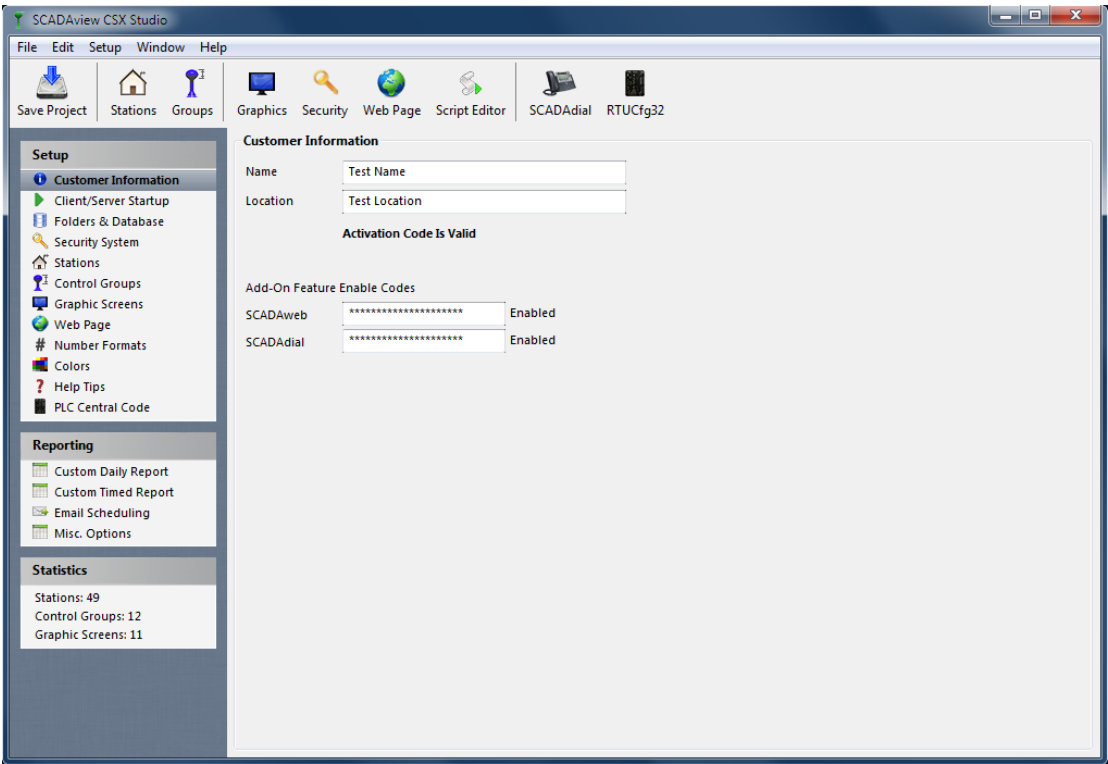 SCADAview CSX Studio
File Edit Setup Window Help
Save Project Stations Groups Graphics Security Web Page Script Editor SCADAdial RTUCfg32
Setup
Customer Information
Client/Server Startup
Folders & Database
Security System
Stations
Control Groups
Graphic Screens
Web Page
# Number Formats
Colors
? Help Tips
PLC Central Code
Reporting
Custom Daily Report
Custom Timed Report
Email Scheduling
Misc. Options
Statistics
Stations: 49
Control Groups: 12
Graphic Screens: 11
Customer Information
Name Test Name
Location Test Location
Activation Code Is Valid
Add-On Feature Enable Codes
SCADAweb ********************* Enabled
SCADAdial ********************* Enabled